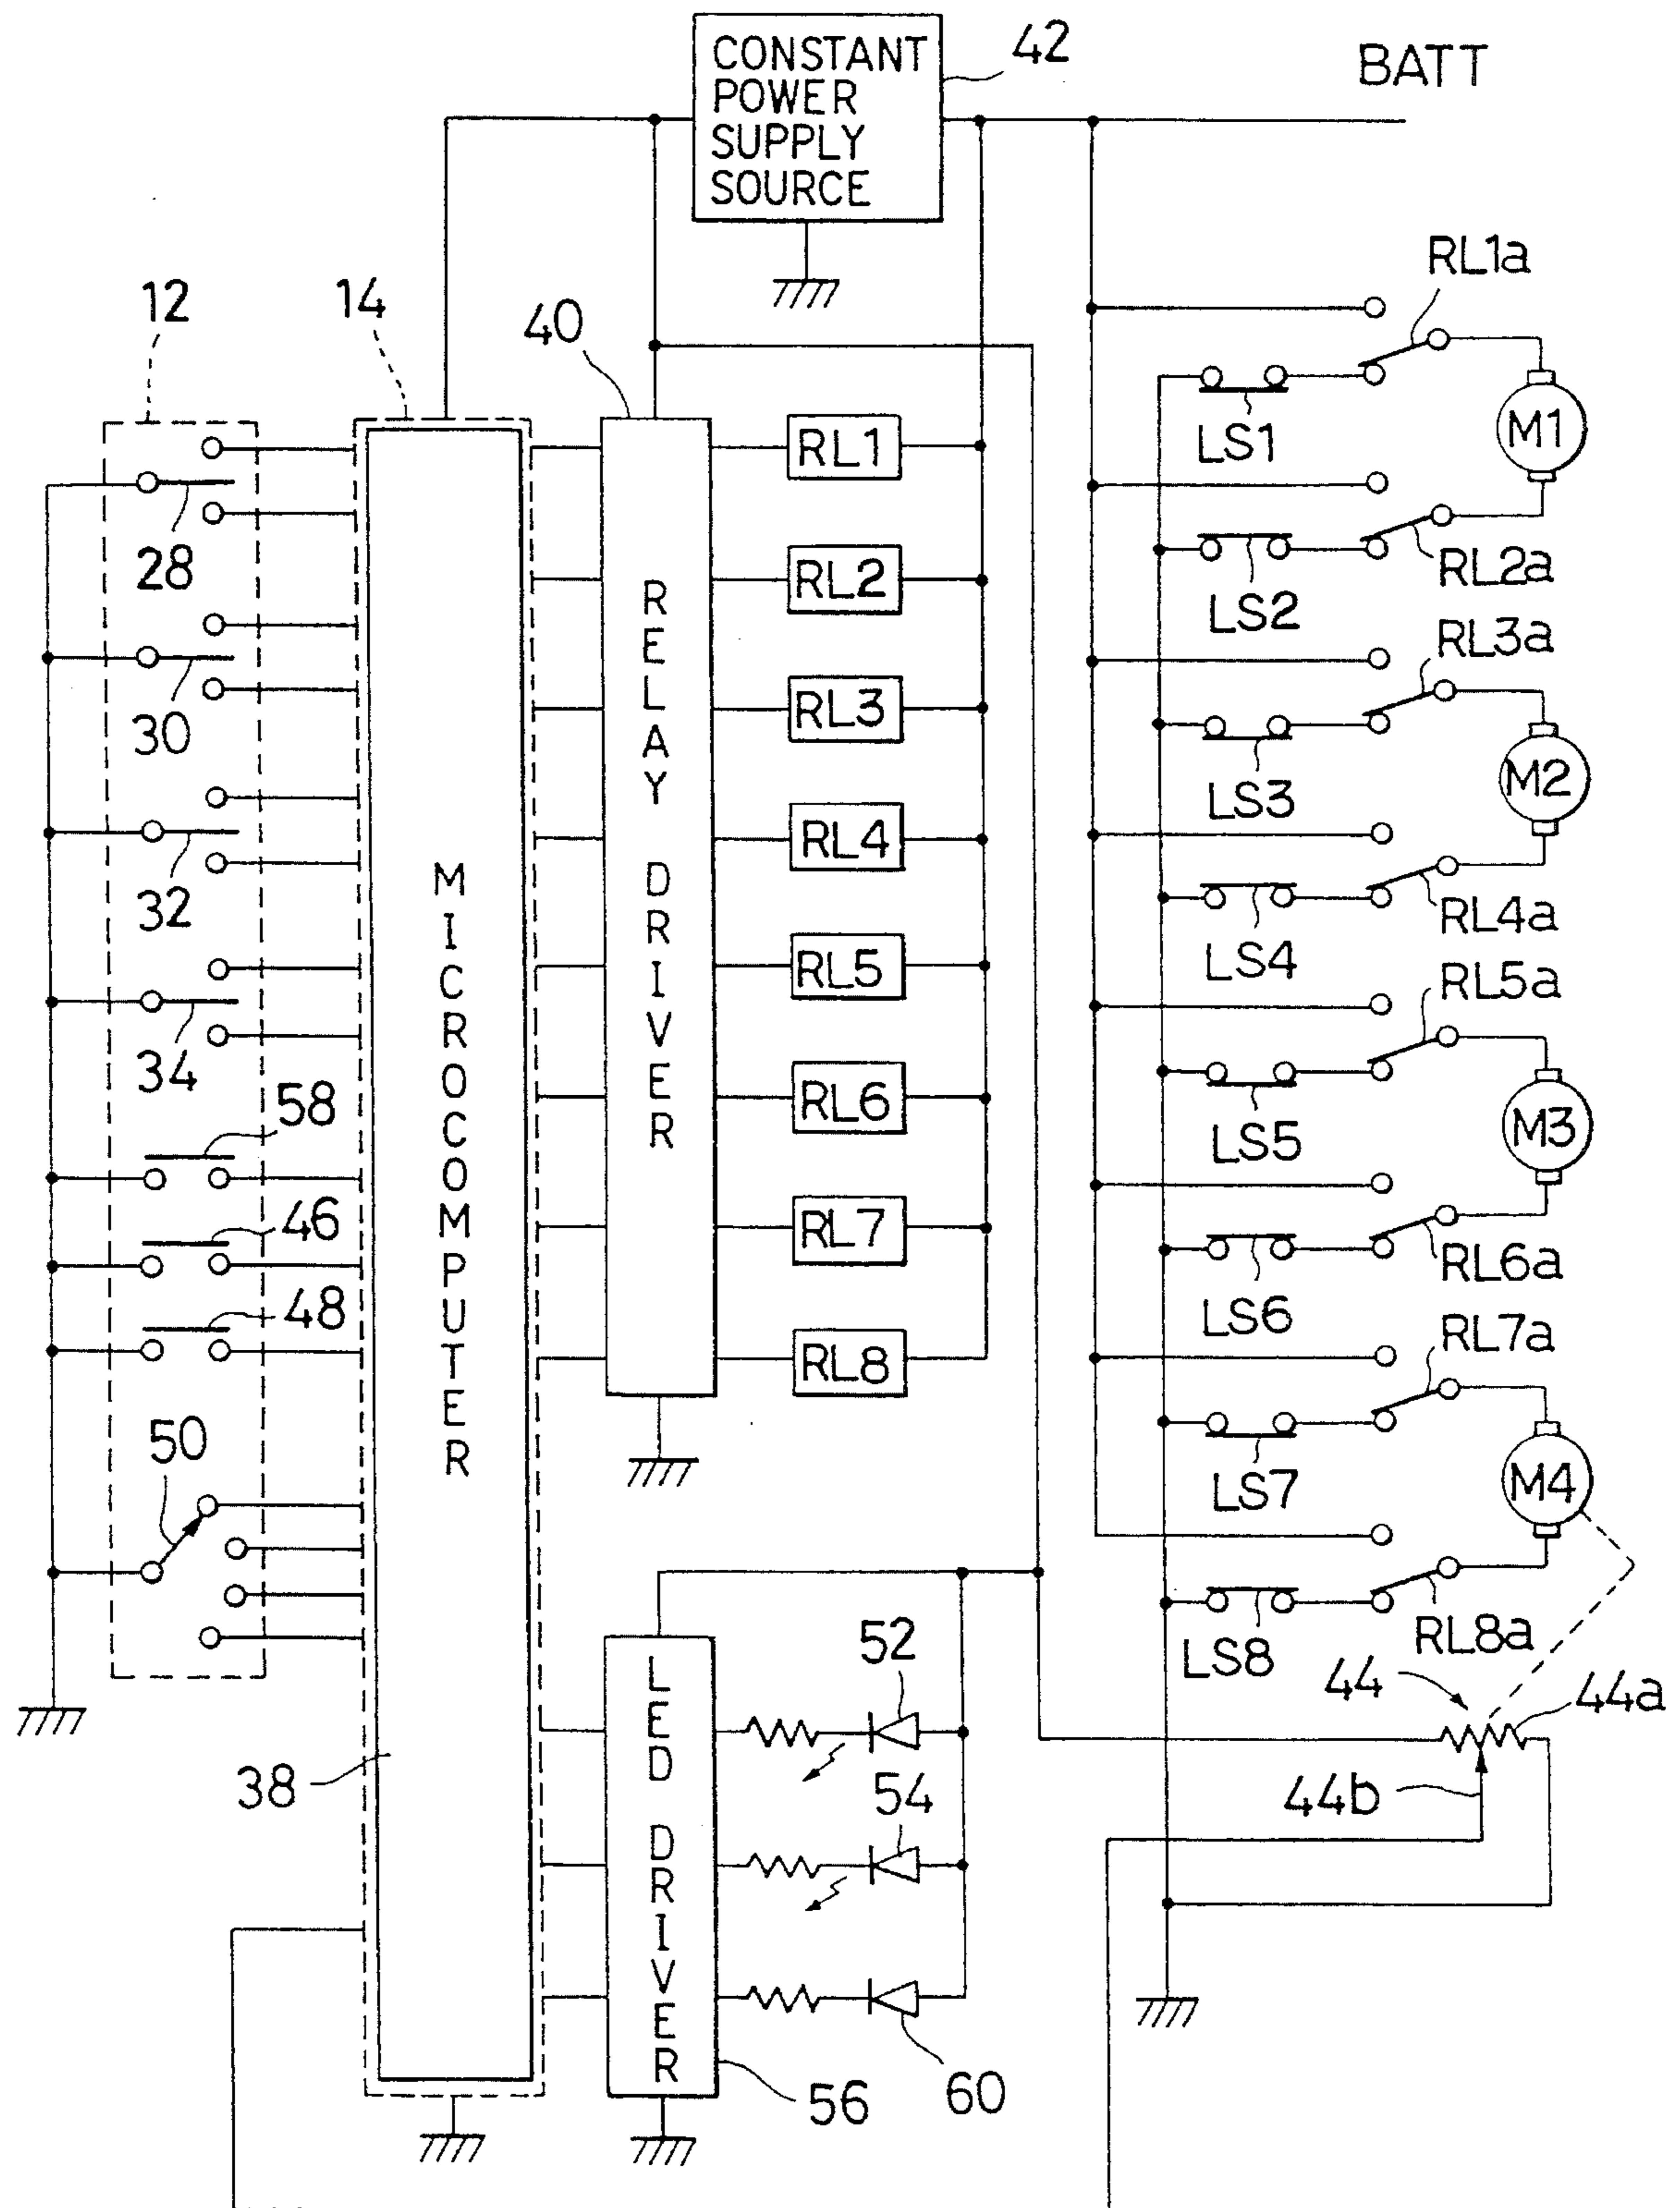 CONSTANT
POWER
SUPPLY
SOURCE
42
BATT
12
14
40
RL1a
RL1
LS1
M1
28
RL2
RL2a
LS2
30
RL3
RL3a
LS3
M2
32
RL4
RL4a
LS4
34
RL5
RL5a
LS5
M3
58
RL6
RL6a
LS6
46
RL7
RL7a
LS7
M4
48
RL8
RL8a
LS8
50
MICROCOMPUTER
RELAY DRIVER
LED DRIVER
52
44
44a
38
54
44b
56
60